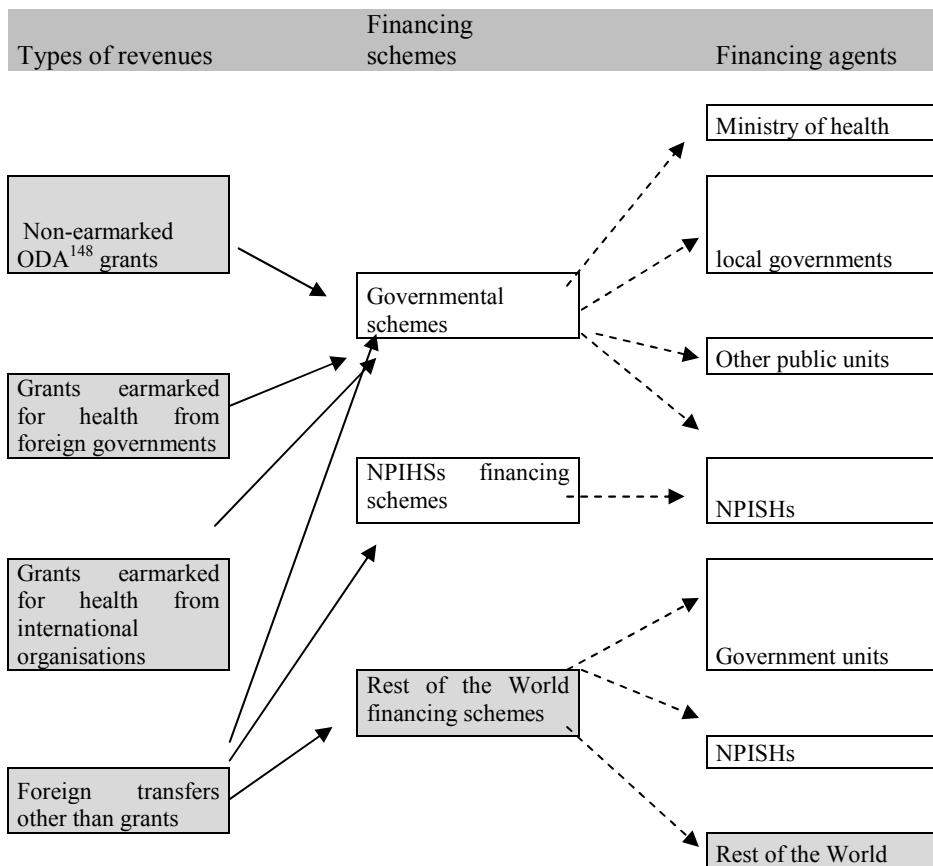 Types of revenues
Financing
schemes
Financing agents
Non-earmarked
ODA148 grants
Grants earmarked
for health from
foreign governments
Grants earmarked
for health from
international
organisations
Foreign transfers
other than grants
Governmental
schemes
NPIHSs financing
schemes
Rest of the World
financing schemes
Ministry of health
local governments
Other public units
NPISHs
Government units
NPISHs
Rest of the World